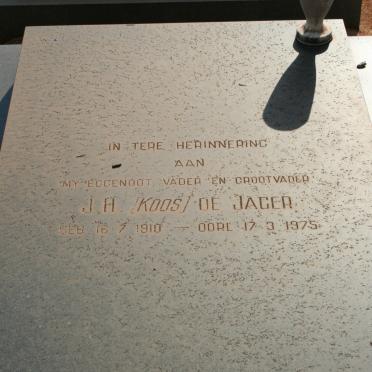 IN TERE HERINNERING
AAN
MY EGGENOOT, VADER EN GROOTVADER
J.A. (KOOS) DE JAGER.
GEB. 16.7.1910 — OORL. 17.3.1975